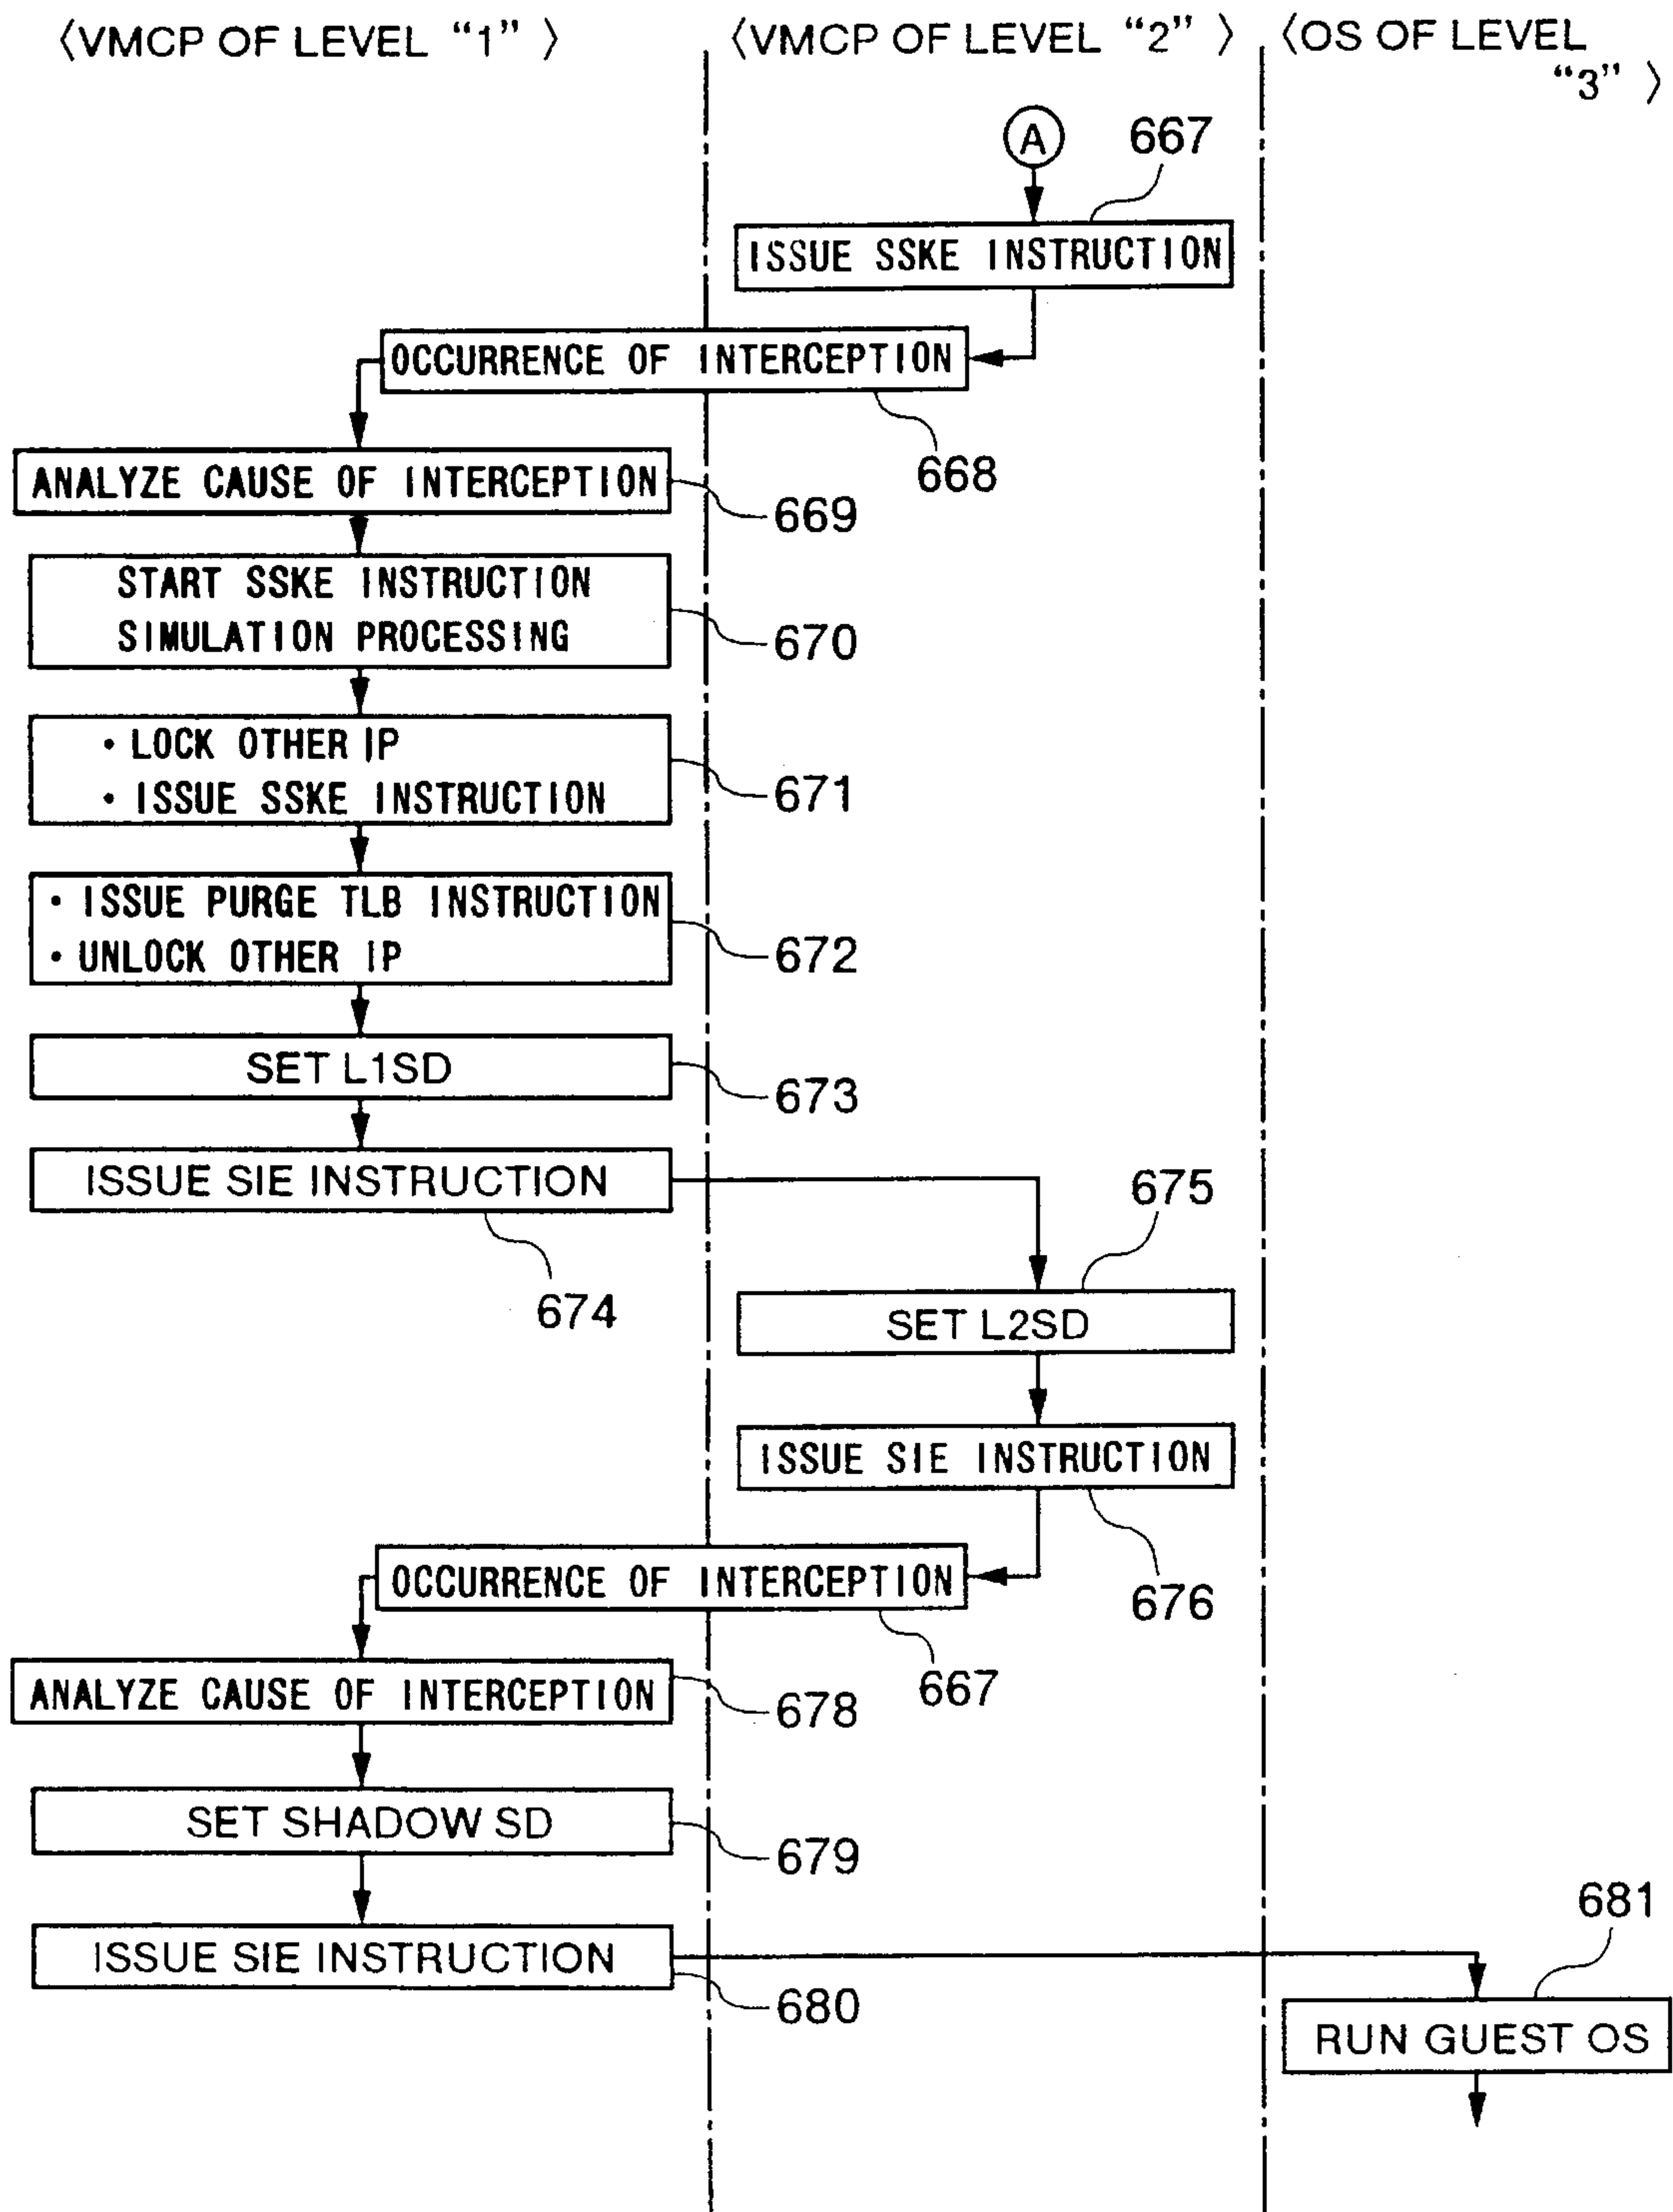 〈VMCP OF LEVEL “1” 〉
〈VMCP OF LEVEL “2” 〉
〈OS OF LEVEL
“3” 〉
A
667
ISSUE SSKE INSTRUCTION
OCCURRENCE OF INTERCEPTION
668
ANALYZE CAUSE OF INTERCEPTION
669
START SSKE INSTRUCTION
SIMULATION PROCESSING
670
• LOCK OTHER IP
• ISSUE SSKE INSTRUCTION
671
• ISSUE PURGE TLB INSTRUCTION
• UNLOCK OTHER IP
672
SET L1SD
673
ISSUE SIE INSTRUCTION
674
675
SET L2SD
ISSUE SIE INSTRUCTION
676
OCCURRENCE OF INTERCEPTION
667
ANALYZE CAUSE OF INTERCEPTION
678
SET SHADOW SD
679
ISSUE SIE INSTRUCTION
680
681
RUN GUEST OS